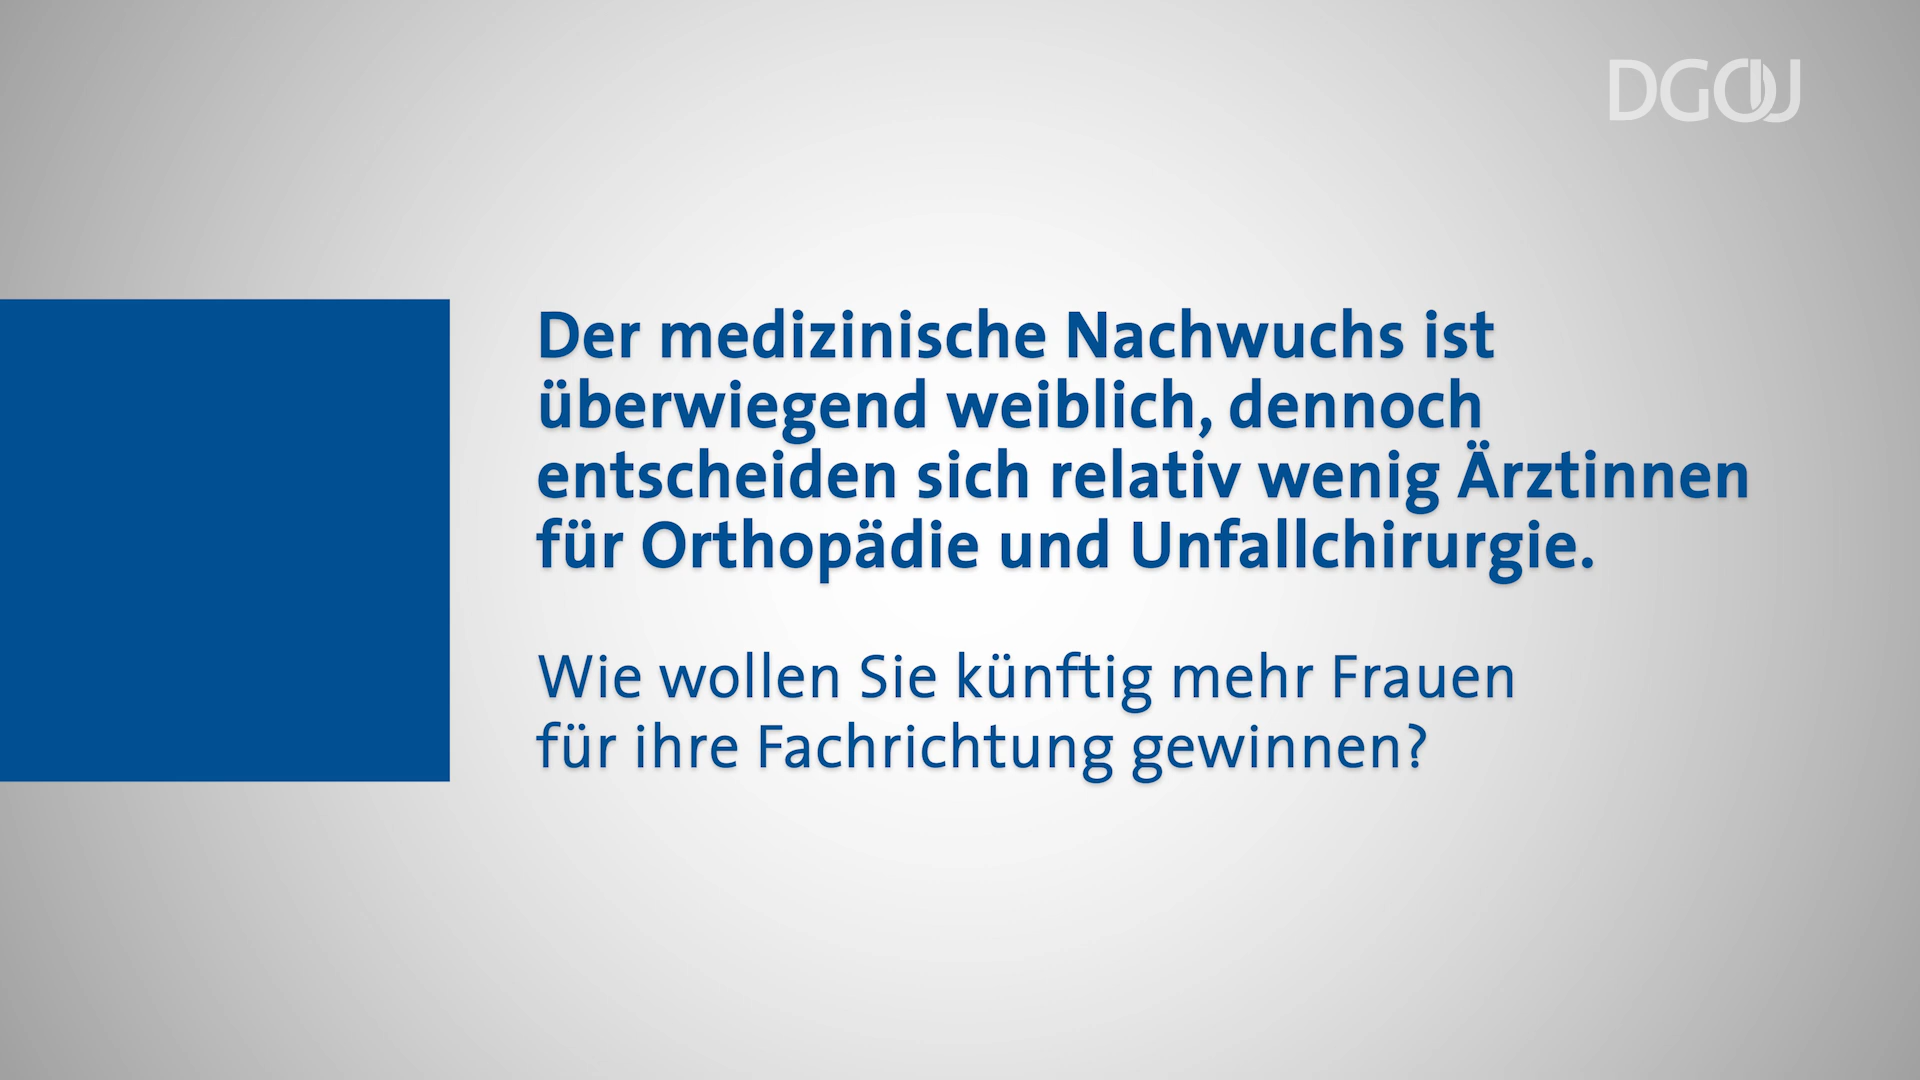 DGOU
Der medizinische Nachwuchs ist
überwiegend weiblich, dennoch
entscheiden sich relativ wenig Ärztinnen
für Orthopädie und Unfallchirurgie.
Wie wollen Sie künftig mehr Frauen
für ihre Fachrichtung gewinnen?